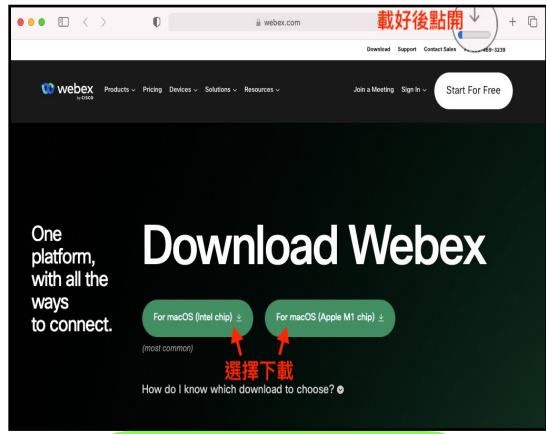 webex.com
載好後點開
Download Support Contact Sales
webex by CISCO Products Pricing Devices Solutions Resources Join a Meeting Sign In Start For Free
One
platform,
with all the
ways
to connect.
Download Webex
For macOS (Intel chip) For macOS (Apple M1 chip)
(most common)
選擇下載
How do I know which download to choose?